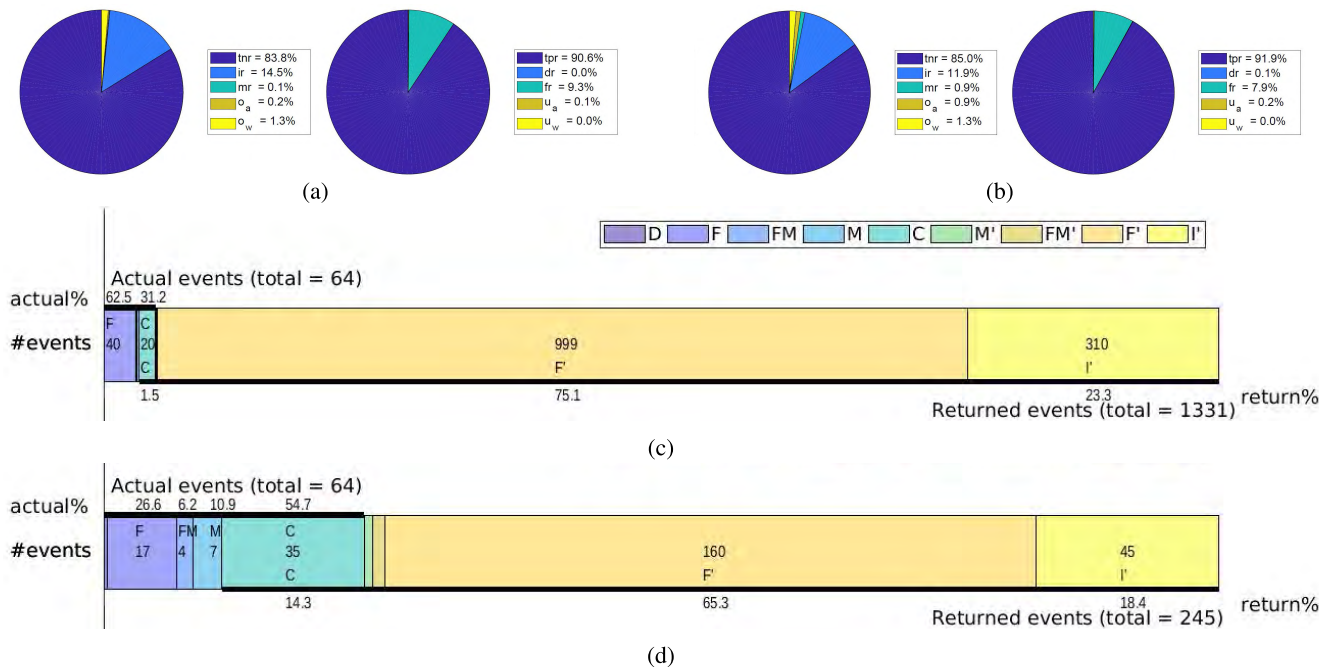 tnr = 83.8%
ir = 14.5%
mr = 0.1%
o_a = 0.2%
o_w = 1.3%
tpr = 90.6%
dr = 0.0%
fr = 9.3%
u_a = 0.1%
u_w = 0.0%
(a)
tnr = 85.0%
ir = 11.9%
mr = 0.9%
o_a = 0.9%
o_w = 1.3%
tpr = 91.9%
dr = 0.1%
fr = 7.9%
u_a = 0.2%
u_w = 0.0%
(b)
D F FM M C M' FM' F' I'
Actual events (total = 64)
actual% 62.5 31.2
F C
#events 40 20 999 310
C F' I'
1.5 75.1 23.3 return%
Returned events (total = 1331)
(c)
Actual events (total = 64)
actual% 26.6 6.2 10.9 54.7
F FM M C
#events 17 4 7 35 160 45
C F' I'
14.3 65.3 18.4 return%
Returned events (total = 245)
(d)